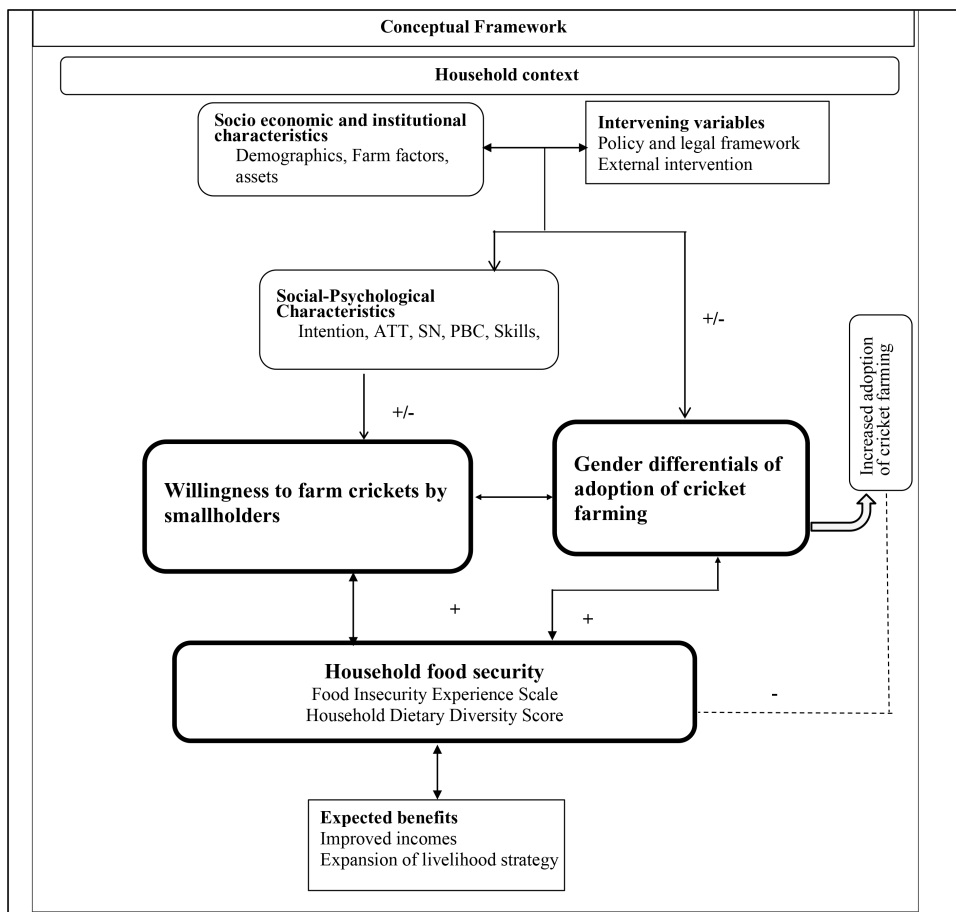 Conceptual Framework
Household context
Socio economic and institutional
characteristics
Demographics, Farm factors,
assets
Intervening variables
Policy and legal framework
External intervention
Social-Psychological
Characteristics
Intention, ATT, SN, PBC, Skills,
+/-
+/-
Increased adoption
of cricket farming
Willingness to farm crickets by
smallholders
Gender differentials of
adoption of cricket
farming
+
+
Household food security
Food Insecurity Experience Scale
Household Dietary Diversity Score
-
Expected benefits
Improved incomes
Expansion of livelihood strategy